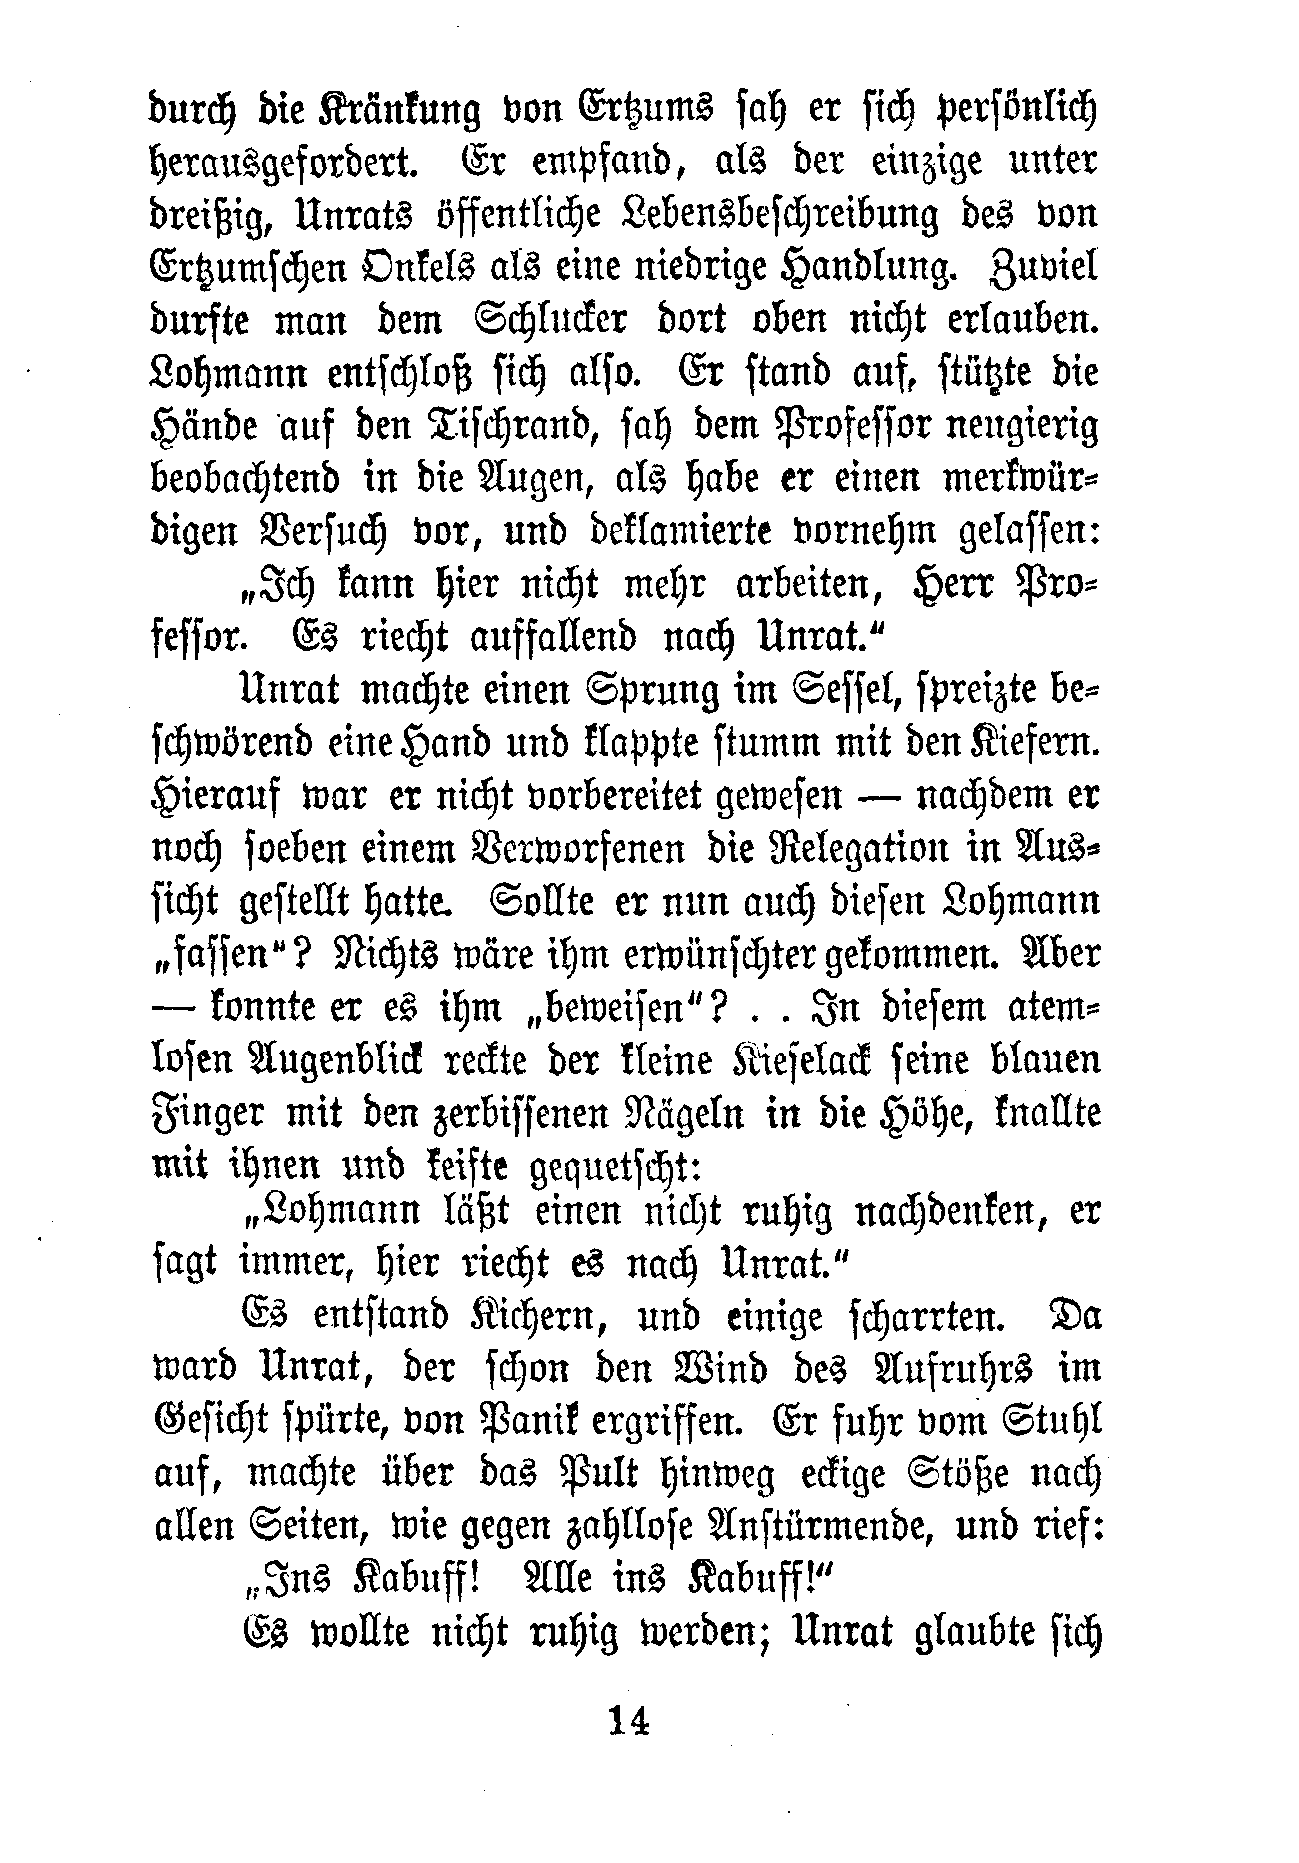 durch die Kränkung von Ertzums sah er sich persönlich
herausgefordert. Er empfand, als der einzige unter
dreißig, Unrats öffentliche Lebensbeschreibung des von
Ertzumschen Onkels als eine niedrige Handlung. Zuviel
durfte man dem Schlucker dort oben nicht erlauben.
Lohmann entschloß sich also. Er stand auf, stützte die
Hände auf den Tischrand, sah dem Professor neugierig
beobachtend in die Augen, als habe er einen merkwür-
digen Versuch vor, und deklamierte vornehm gelassen:
„Ich kann hier nicht mehr arbeiten, Herr Pro-
fessor. Es riecht auffallend nach Unrat.“
Unrat machte einen Sprung im Sessel, spreizte be-
schwörend eine Hand und klappte stumm mit den Kiefern.
Hierauf war er nicht vorbereitet gewesen — nachdem er
noch soeben einem Verworfenen die Relegation in Aus-
sicht gestellt hatte. Sollte er nun auch diesen Lohmann
„fassen“? Nichts wäre ihm erwünschter gekommen. Aber
— konnte er es ihm „beweisen“? . . In diesem atem-
losen Augenblick reckte der kleine Kieselack seine blauen
Finger mit den zerbissenen Nägeln in die Höhe, knallte
mit ihnen und keifte gequetscht:
„Lohmann läßt einen nicht ruhig nachdenken, er
sagt immer, hier riecht es nach Unrat.“
Es entstand Kichern, und einige scharrten. Da
ward Unrat, der schon den Wind des Aufruhrs im
Gesicht spürte, von Panik ergriffen. Er fuhr vom Stuhl
auf, machte über das Pult hinweg eckige Stöße nach
allen Seiten, wie gegen zahllose Anstürmende, und rief:
„Ins Kabuff! Alle ins Kabuff!“
Es wollte nicht ruhig werden; Unrat glaubte sich
14